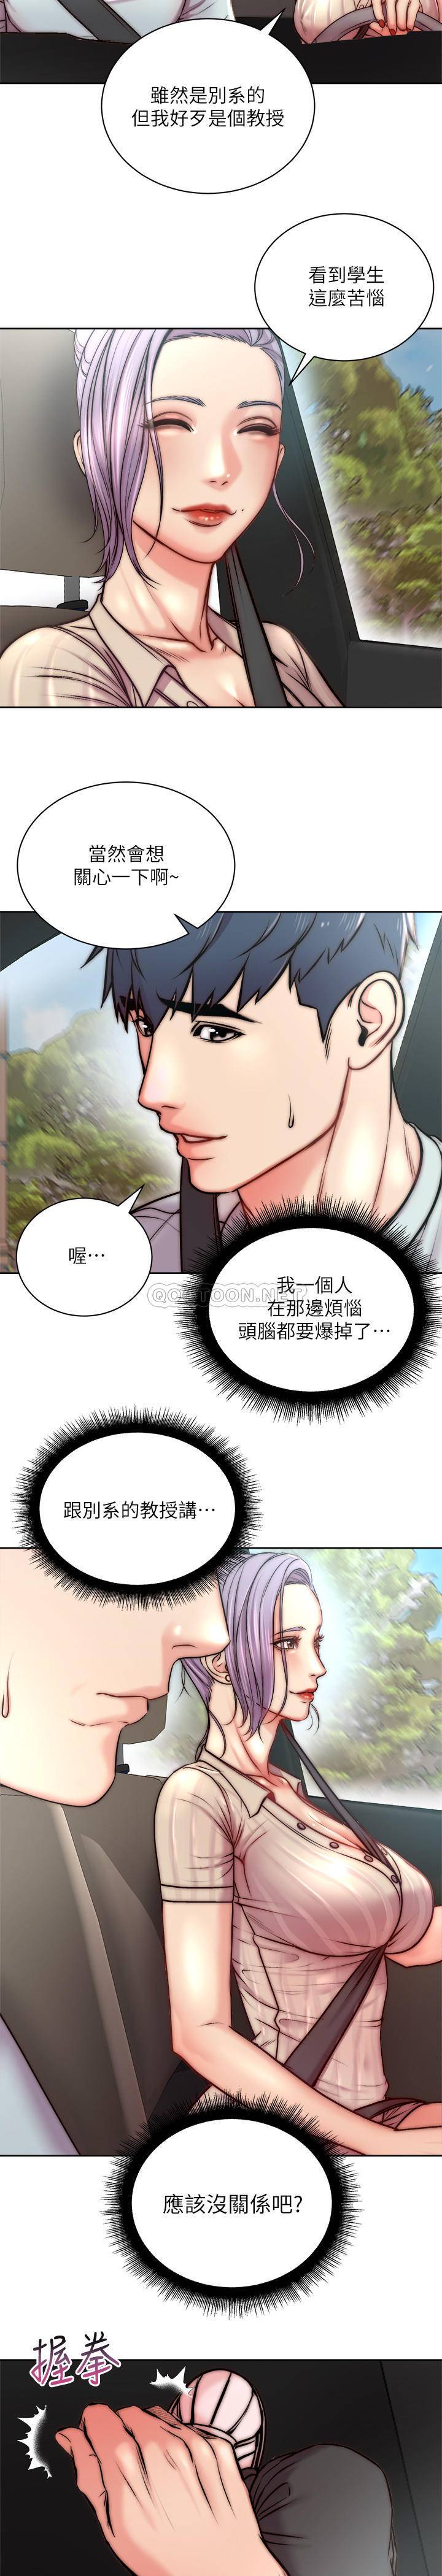 雖然是別系的
但我好歹是個教授
看到學生
這麼苦惱
當然會想
關心一下啊~
喔…
我一個人
在那邊煩惱
頭腦都要爆掉了…
QQTOON.NET
跟別系的教授講…
應該沒關係吧?
握拳